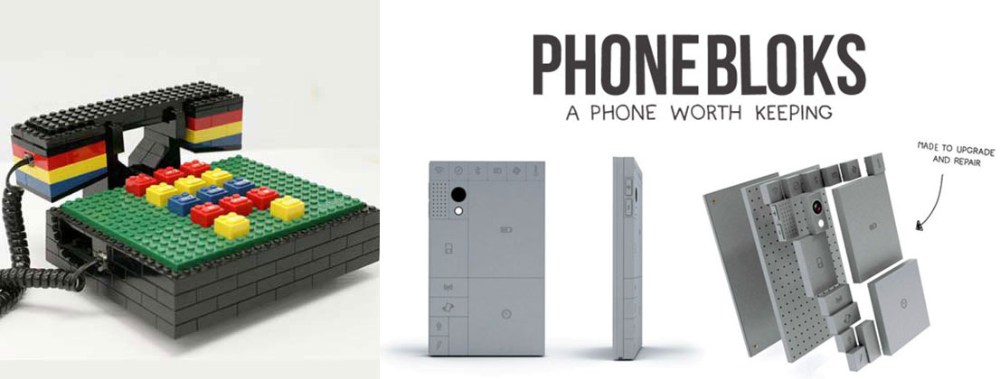 PHONEBLOKS
A PHONE WORTH KEEPING
MADE TO UPGRADE
AND REPAIR